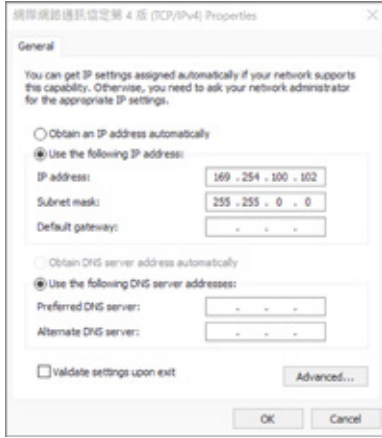 網際網路通訊協定第 4 版 (TCP/IPv4) Properties
General
You can get IP settings assigned automatically if your network supports
this capability. Otherwise, you need to ask your network administrator
for the appropriate IP settings.
Obtain an IP address automatically
Use the following IP address:
IP address: 169 . 254 . 100 . 102
Subnet mask: 255 . 255 . 0 . 0
Default gateway: . . .
Obtain DNS server address automatically
Use the following DNS server addresses:
Preferred DNS server: . . .
Alternate DNS server: . . .
Validate settings upon exit
Advanced...
OK Cancel